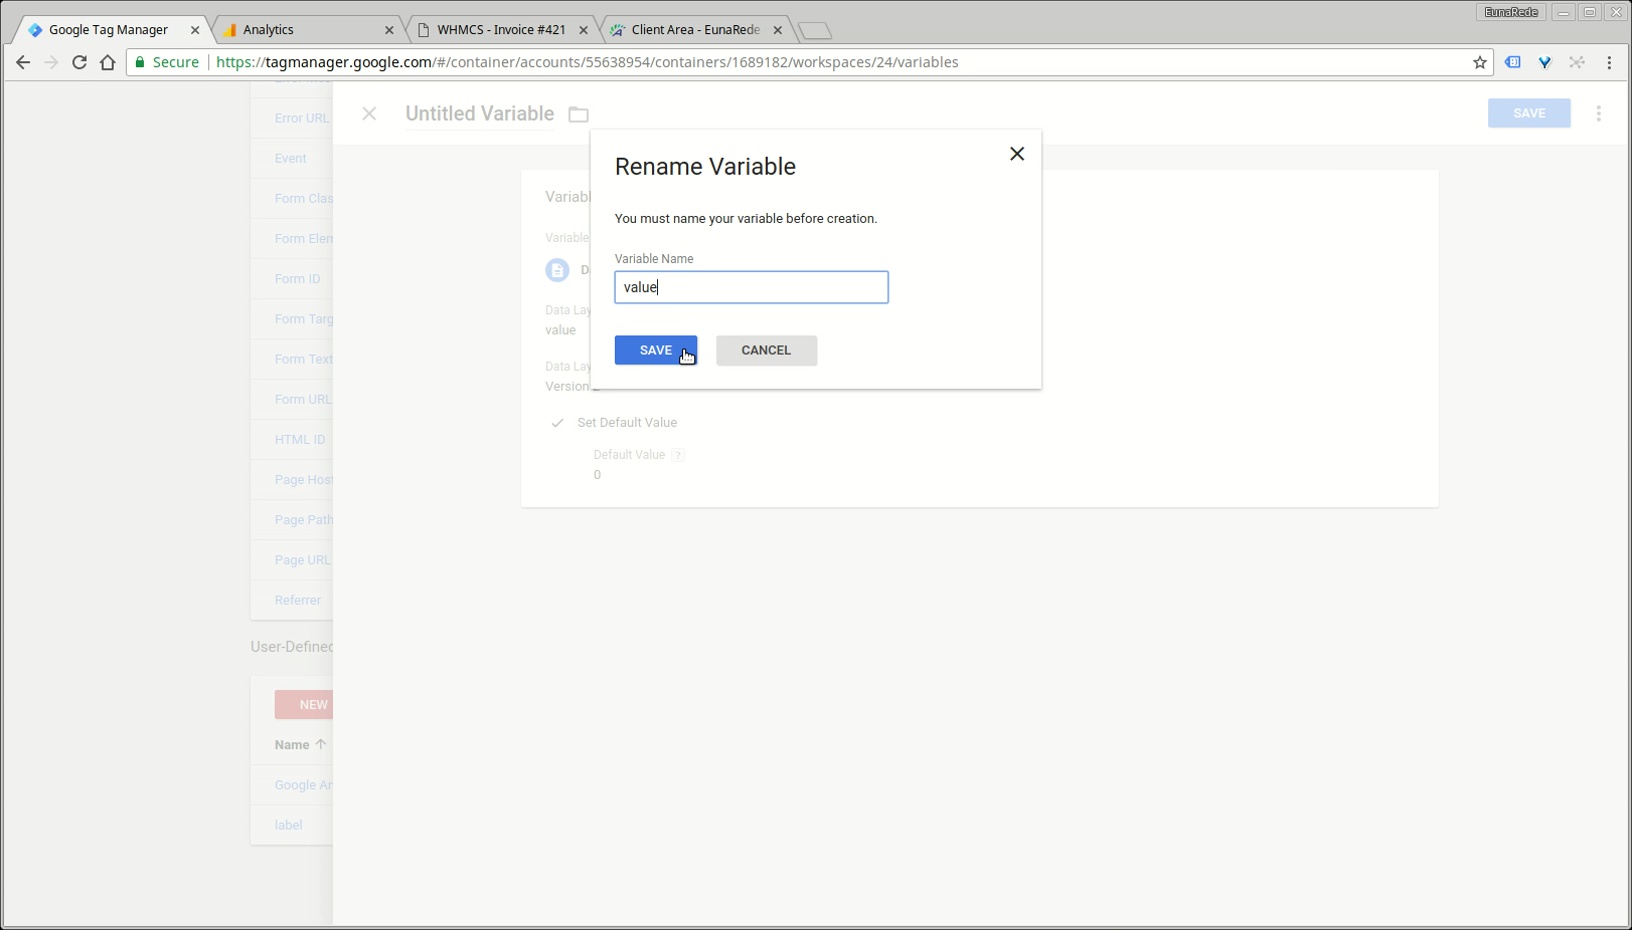 EunaRede
Google Tag Manager
Analytics
WHMCS - Invoice #421
Client Area - EunaRede
Secure
https://tagmanager.google.com/#/container/accounts/55638954/containers/1689182/workspaces/24/variables
Error URL
Event
Form Clas
Form Elem
Form ID
Form Targ
Form Text
Form URL
HTML ID
Page Host
Page Path
Page URL
Referrer
User-Defined
NEW
Name
Google An
label
Untitled Variable
SAVE
Variabl
Variable
D
Data Lay
value
Data Lay
Version
Set Default Value
Default Value ?
0
Rename Variable
You must name your variable before creation.
Variable Name
value
SAVE
CANCEL